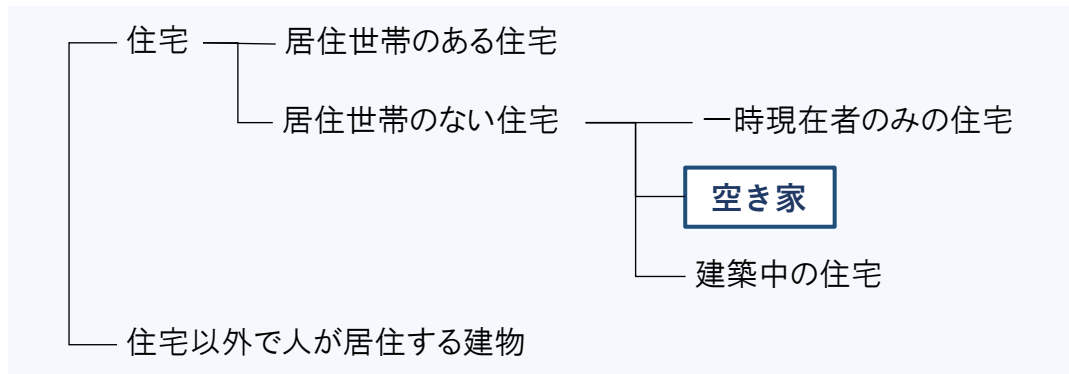 住宅
居住世帯のある住宅
居住世帯のない住宅
一時現在者のみの住宅
空き家
建築中の住宅
住宅以外で人が居住する建物